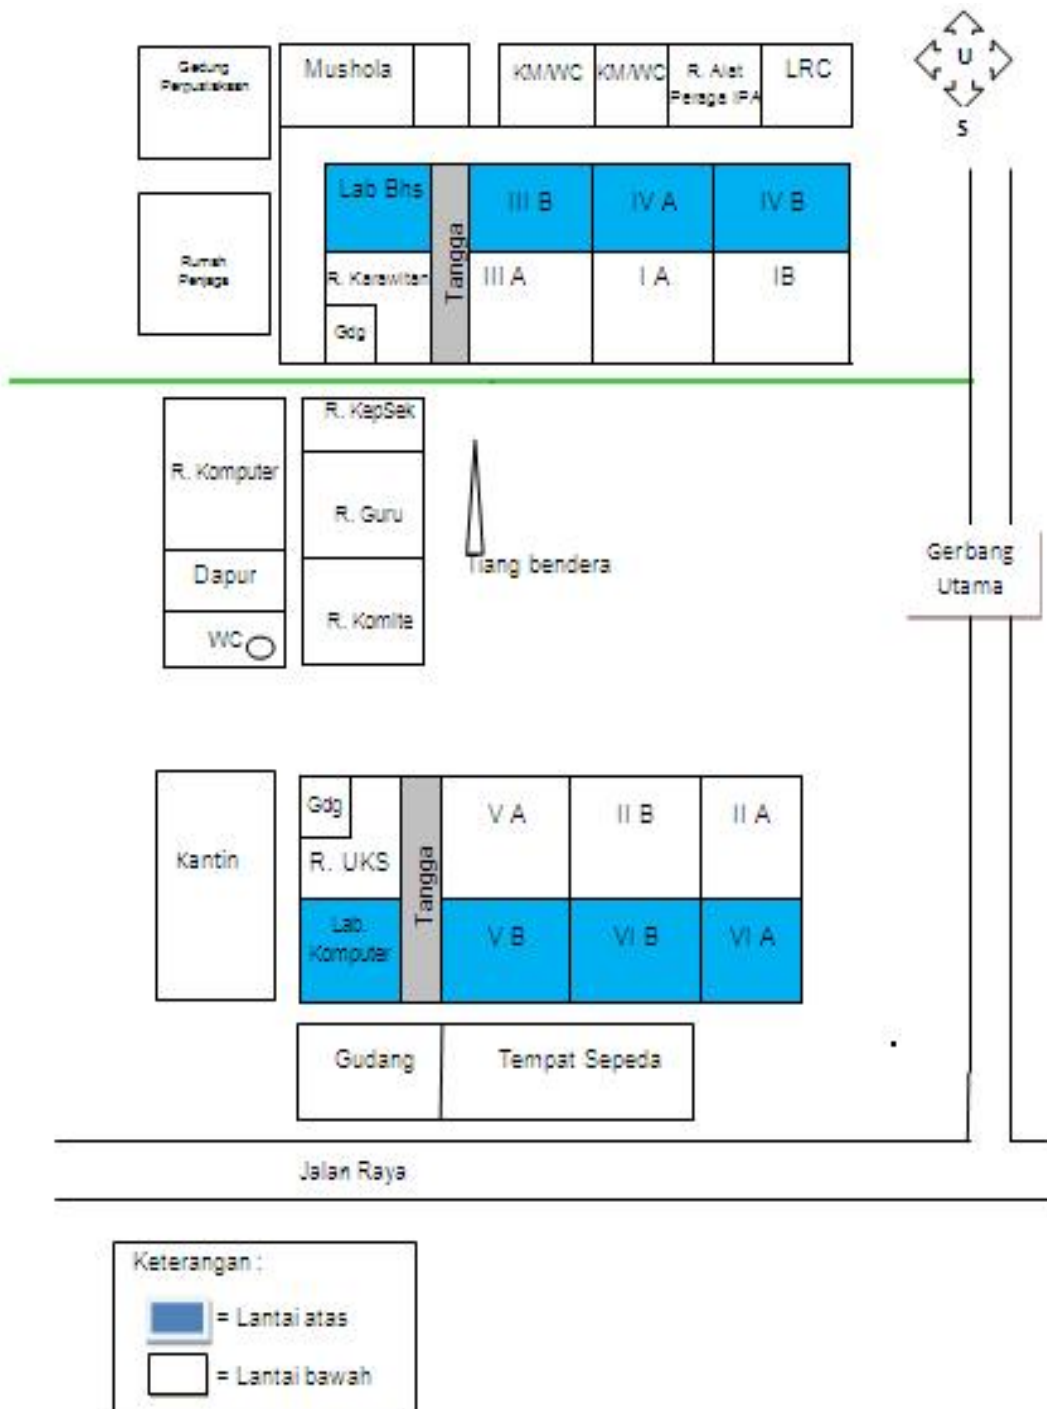 Gedung
Perpustakaan
Mushola
KM/WC
KM/WC
R. Alat
Peraga IPA
LRC
U
S
Lab Bhs
Tangga
III B
IV A
IV B
Rumah
Penjaga
R. Karawitan
III A
I A
IB
Gdg
R. KepSek
R. Komputer
R. Guru
Tiang bendera
Gerbang
Utama
Dapur
R. Komite
WC
Gdg
V A
II B
II A
Kantin
R. UKS
Tangga
Lab.
Komputer
V B
VI B
VI A
Gudang
Tempat Sepeda
Jalan Raya
Keterangan :
= Lantai atas
= Lantai bawah